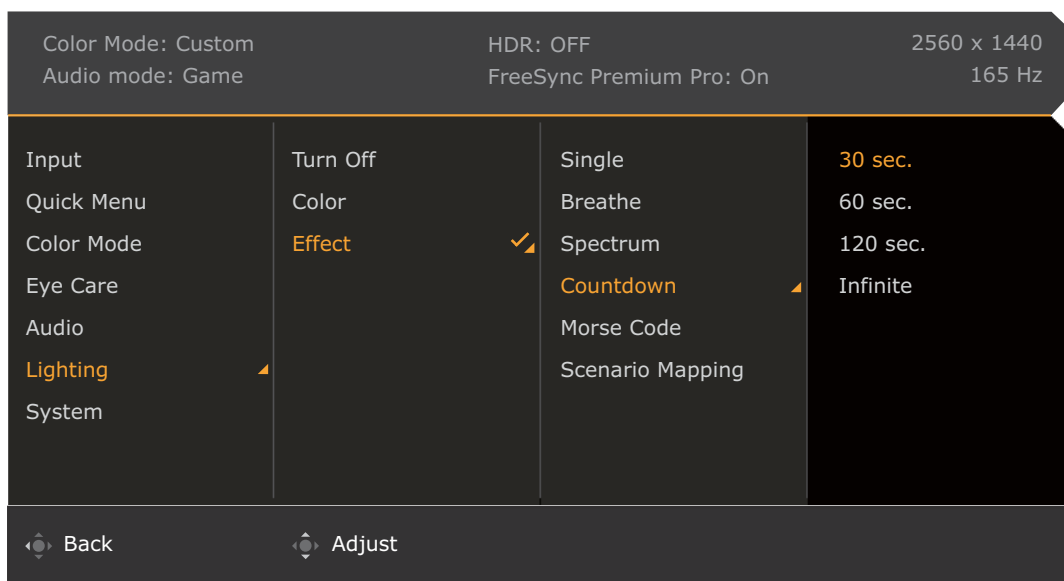 Color Mode: Custom
HDR: OFF
2560 x 1440
Audio mode: Game
FreeSync Premium Pro: On
165 Hz
Input
Quick Menu
Color Mode
Eye Care
Audio
Lighting
System
Turn Off
Color
Effect
Single
Breathe
Spectrum
Countdown
Morse Code
Scenario Mapping
30 sec.
60 sec.
120 sec.
Infinite
Back
Adjust